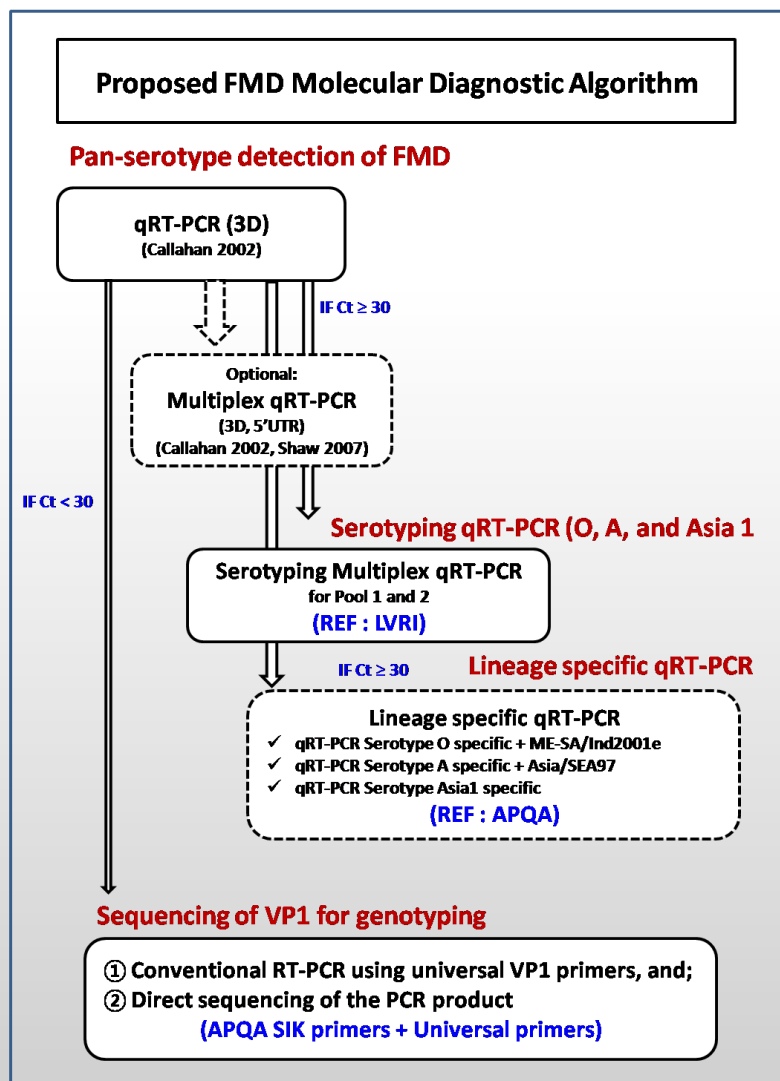 Proposed FMD Molecular Diagnostic Algorithm
Pan-serotype detection of FMD
qRT-PCR (3D)
(Callahan 2002)
IF Ct ≥ 30
Optional:
Multiplex qRT-PCR
(3D, 5’UTR)
(Callahan 2002, Shaw 2007)
IF Ct < 30
Serotyping qRT-PCR (O, A, and Asia 1
Serotyping Multiplex qRT-PCR
for Pool 1 and 2
(REF : LVRI)
IF Ct ≥ 30
Lineage specific qRT-PCR
Lineage specific qRT-PCR
✓ qRT-PCR Serotype O specific + ME-SA/Ind2001e
✓ qRT-PCR Serotype A specific + Asia/SEA97
✓ qRT-PCR Serotype Asia1 specific
(REF : APQA)
Sequencing of VP1 for genotyping
① Conventional RT-PCR using universal VP1 primers, and;
② Direct sequencing of the PCR product
(APQA SIK primers + Universal primers)